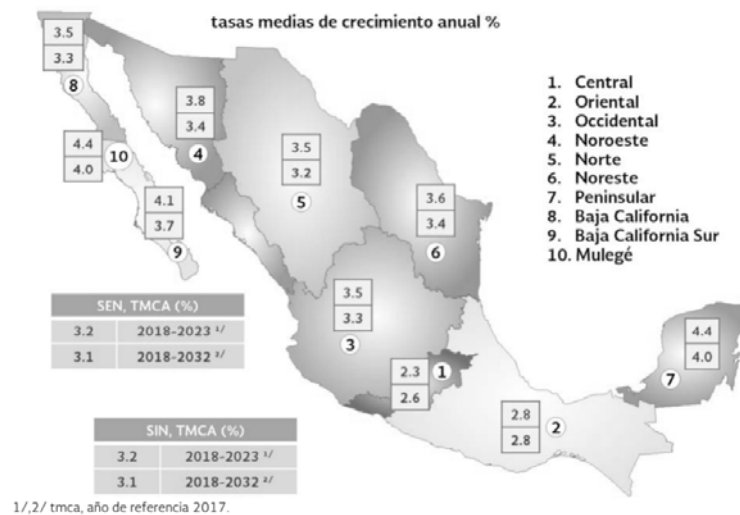 tasas medias de crecimiento anual %
3.5
3.3
8
3.8
3.4
4
4.4
4.0
10
4.1
3.7
9
3.5
3.2
5
3.6
3.4
6
1. Central
2. Oriental
3. Occidental
4. Noroeste
5. Norte
6. Noreste
7. Peninsular
8. Baja California
9. Baja California Sur
10. Mulegé
3.5
3.3
3
2.3
2.6
1
2.8
2.8
2
4.4
4.0
7
SEN, TMCA (%)
3.2 2018-2023 1/
3.1 2018-2032 2/
SIN, TMCA (%)
3.2 2018-2023 1/
3.1 2018-2032 2/
1/,2/ tmca, año de referencia 2017.